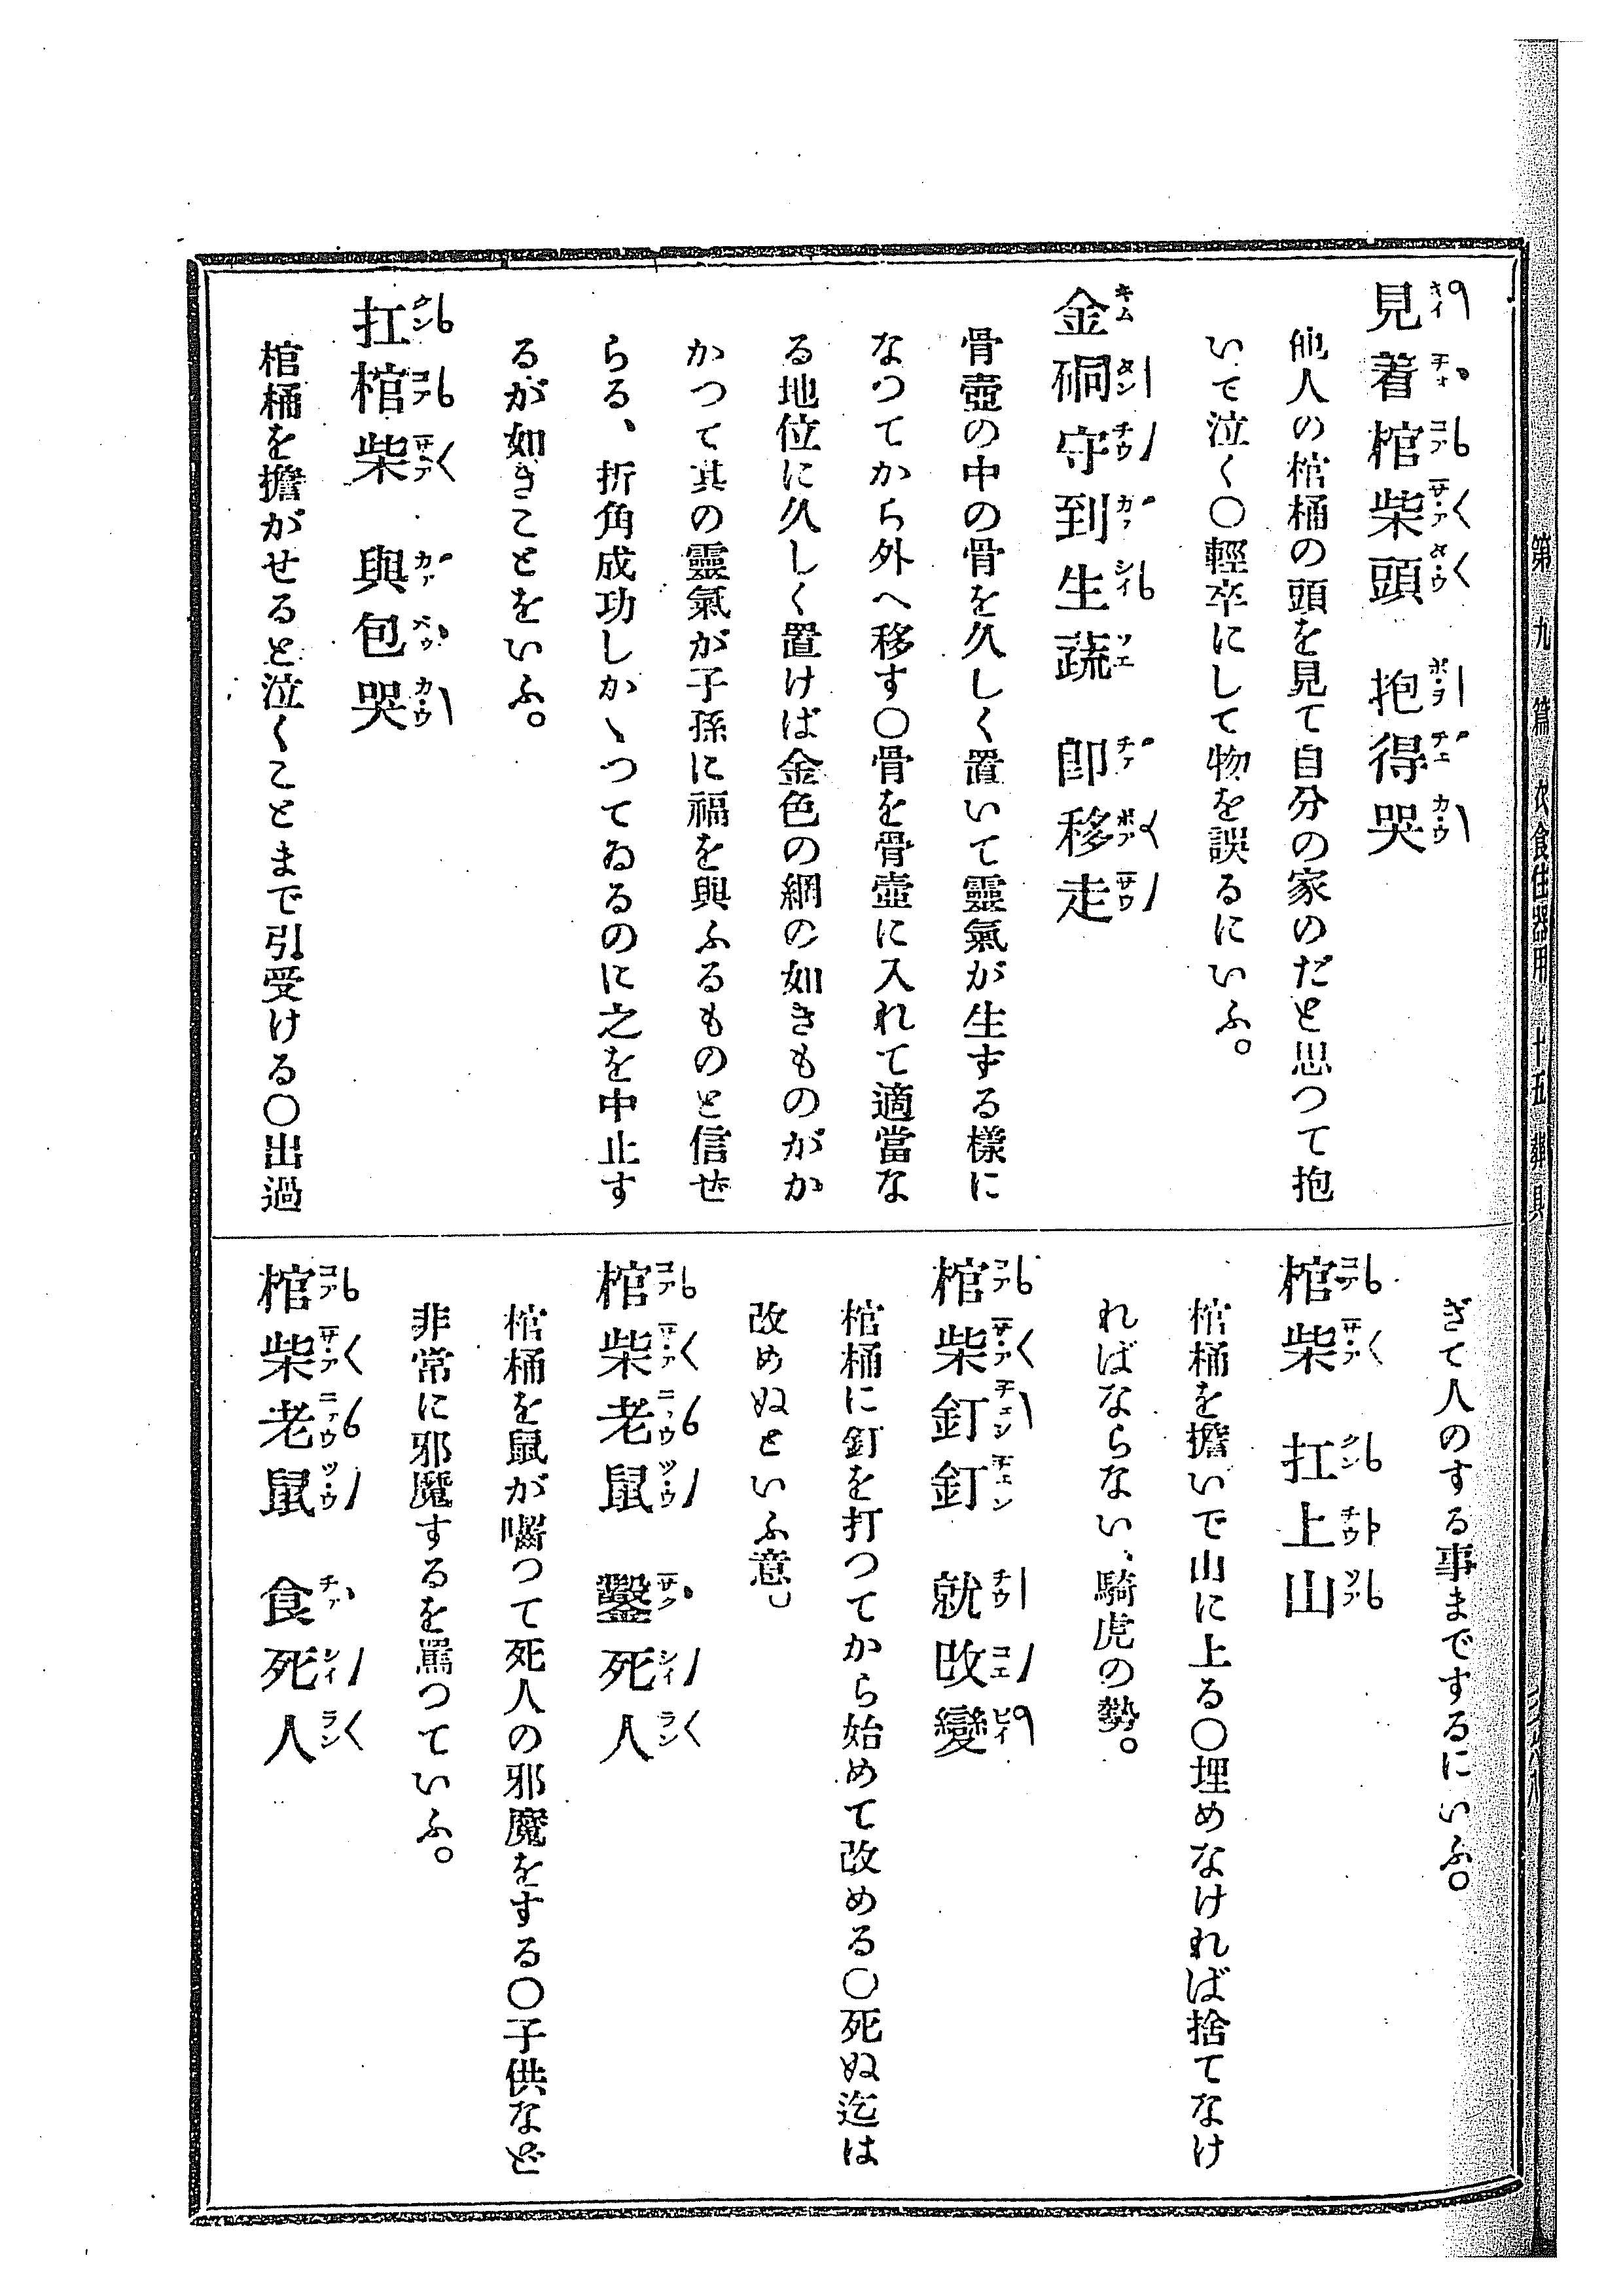 第九篇 衣食住器用 十五 葬具
見着棺柴頭 抱得哭
他人の棺桶の頭を見て自分の家のだと思つて抱
いて泣く〇輕卒にして物を誤るにいふ。
金硐守到生蔬 即移走
骨壺の中の骨を久しく置いて靈氣が生ずる樣に
なつてから外へ移す〇骨を骨壺に入れて適當な
る地位に久しく置けば金色の網の如きものがか
かつて其の靈氣が子孫に福を與ふるものと信ぜ
らる、折角成功しかゝつてゐるのに之を中止す
るが如きことをいふ。
扛棺柴 與包哭
棺桶を擔がせると泣くことまで引受ける〇出過
ぎて人のする事までするにいふ。
棺柴 扛上山
棺桶を擔いで山に上る〇埋めなければ捨てなけ
ればならない、騎虎の勢。
棺柴釘釘 就改變
棺桶に釘を打つてから始めて改める〇死ぬ迄は
改めぬといふ意。
棺柴老鼠 鑿死人
棺桶を鼠が嚙つて死人の邪魔をする〇子供など
非常に邪魔するを罵つていふ。
棺柴老鼠 食死人